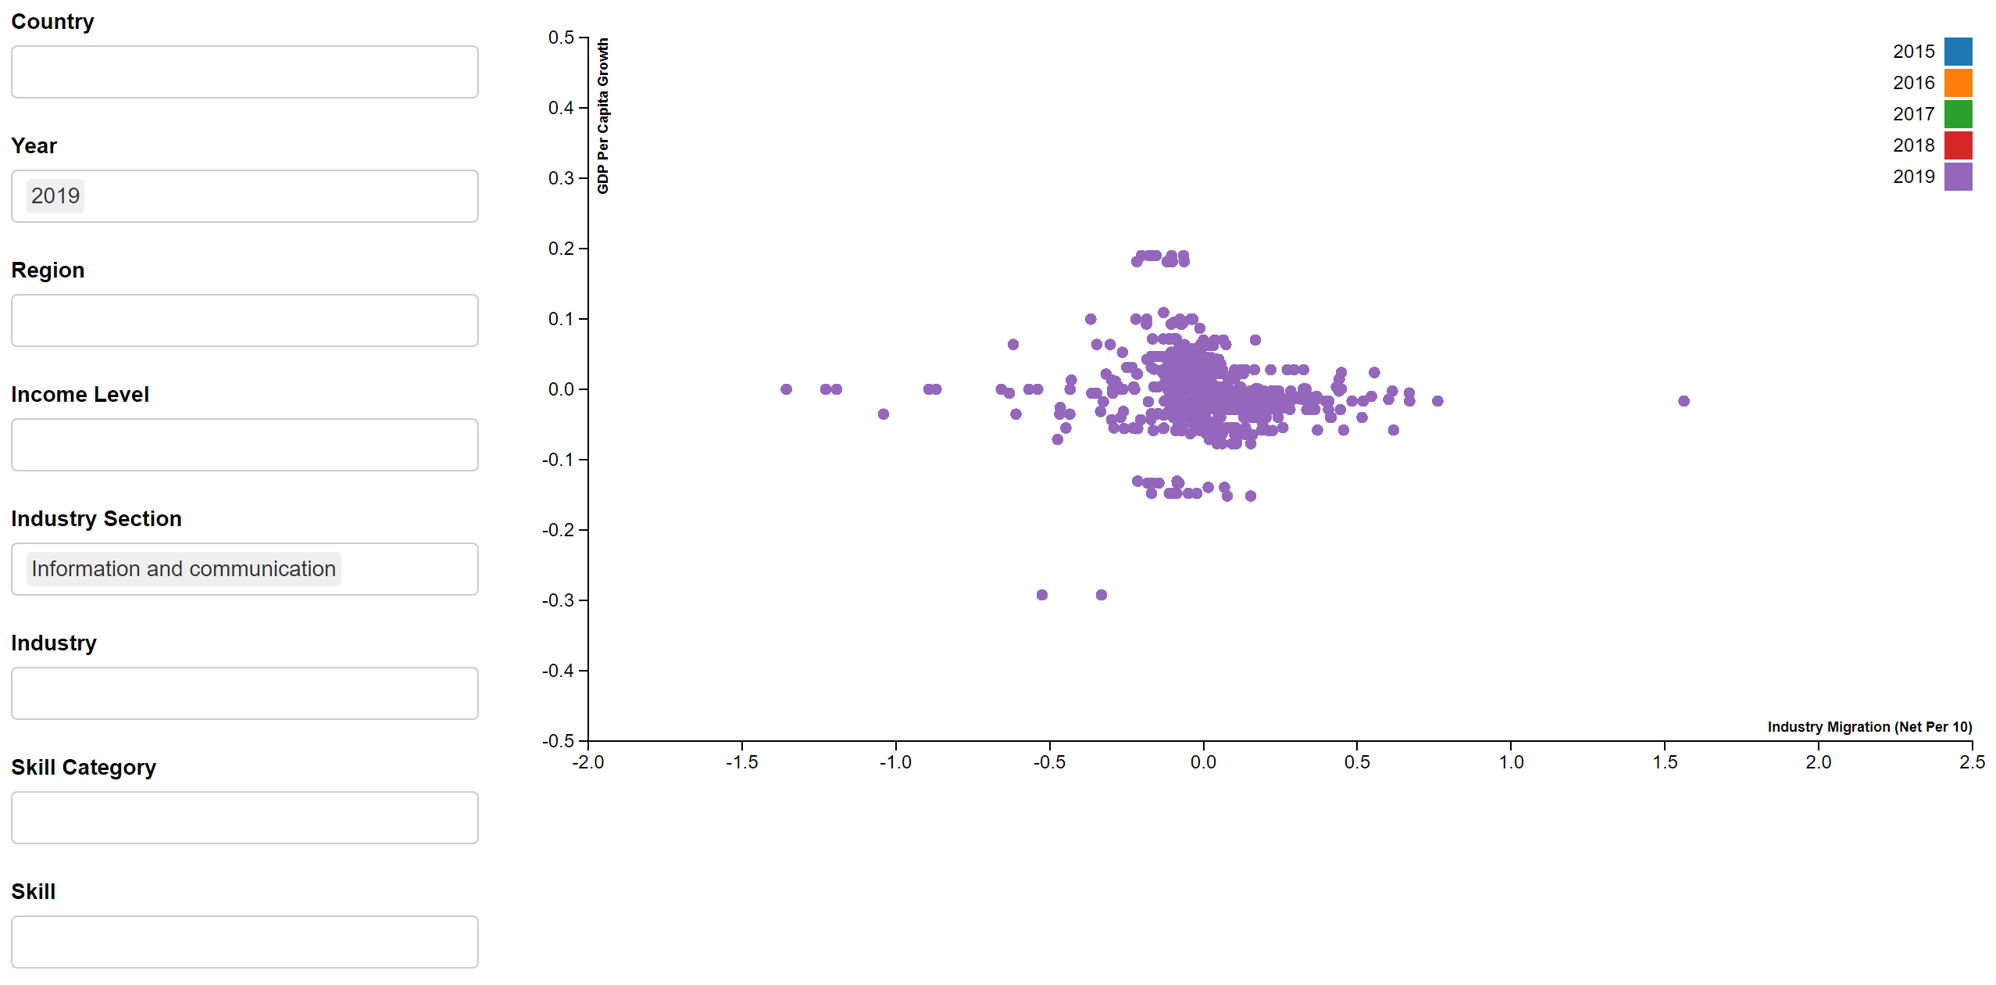 Country
Year
2019
Region
Income Level
Industry Section
Information and communication
Industry
Skill Category
Skill
0.5
0.4
0.3
0.2
0.1
0.0
-0.1
-0.2
-0.3
-0.4
-0.5
GDP Per Capita Growth
2015
2016
2017
2018
2019
Industry Migration (Net Per 10)
-2.0 -1.5 -1.0 -0.5 0.0 0.5 1.0 1.5 2.0 2.5